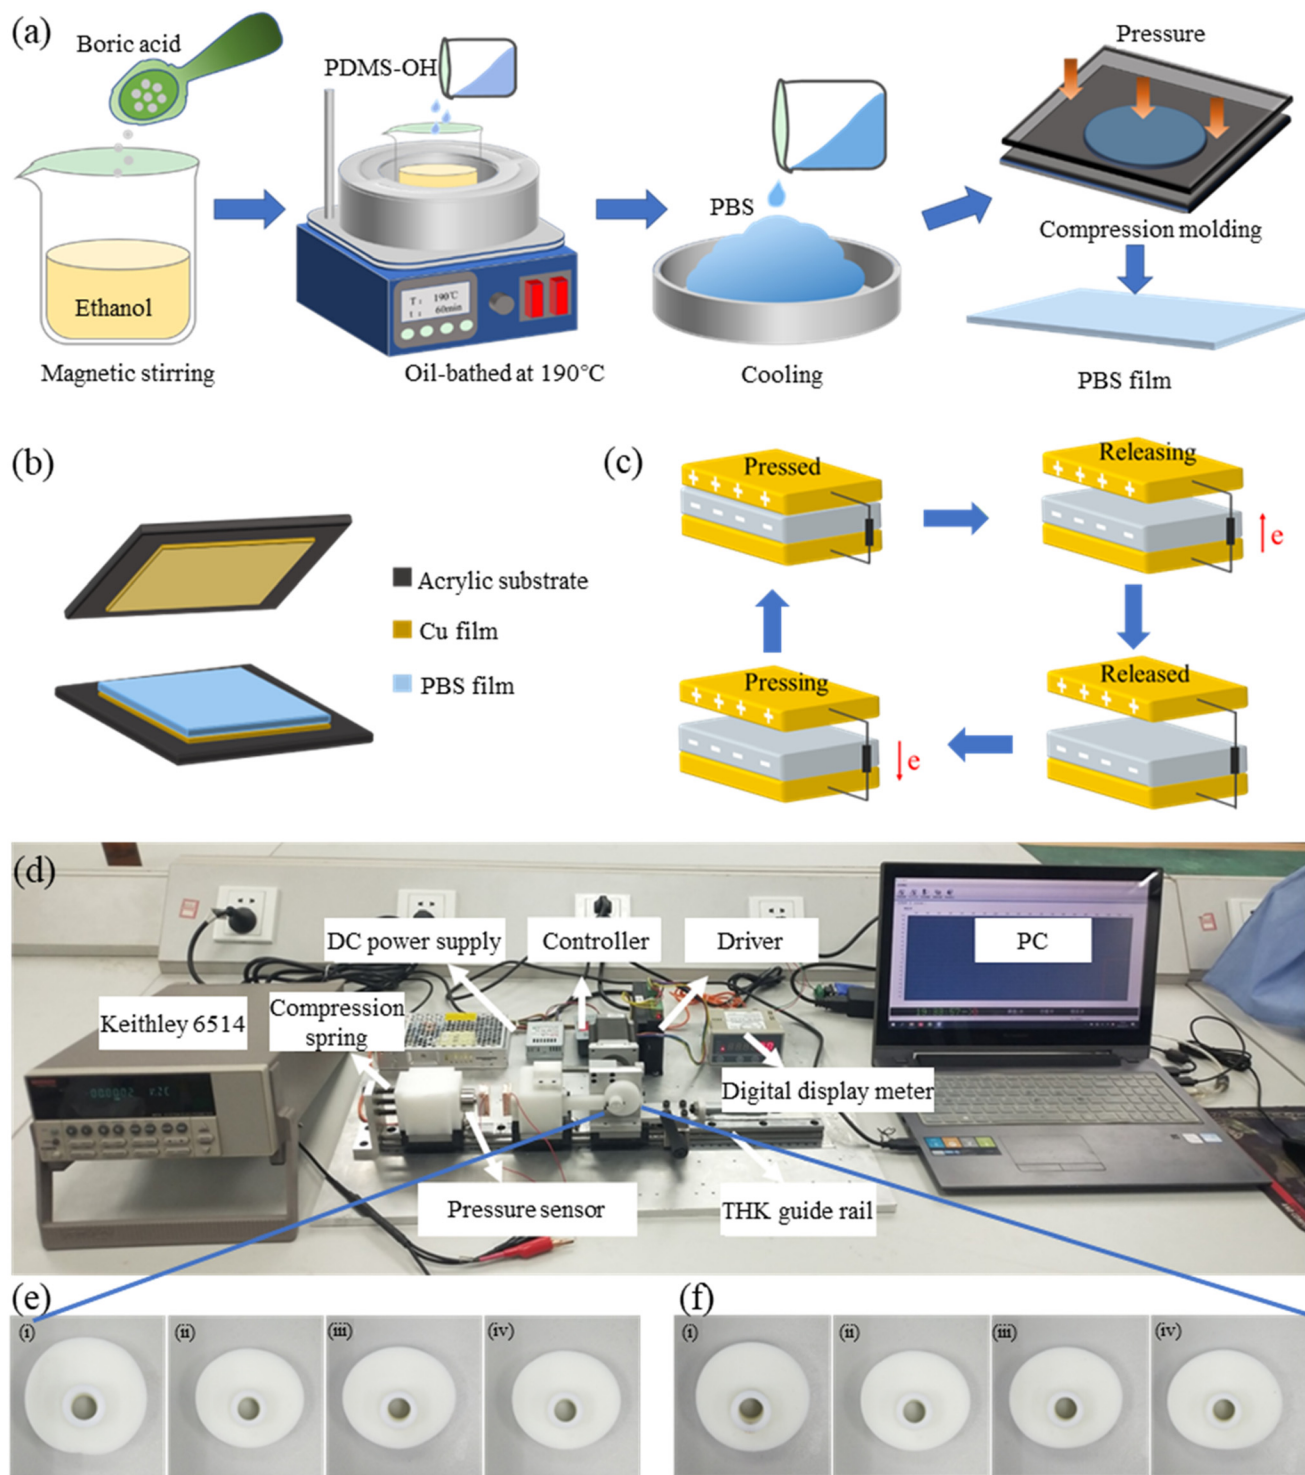 (a)
Boric acid
Ethanol
Magnetic stirring
PDMS-OH
T: 190°C
t: 60min
Oil-bathed at 190°C
PBS
Cooling
Pressure
Compression molding
PBS film
(b)
Acrylic substrate
Cu film
PBS film
(c)
Pressed
Releasing
e
Pressing
Released
e
(d)
DC power supply
Controller
Driver
PC
Keithley 6514
Compression
spring
Digital display meter
Pressure sensor
THK guide rail
(e)
(i)
(ii)
(iii)
(iv)
(f)
(i)
(ii)
(iii)
(iv)